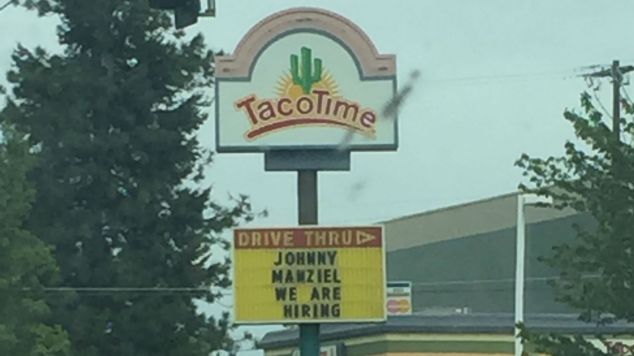 TacoTime
DRIVE THRU
JOHNNY
MANZIEL
WE ARE
HIRING